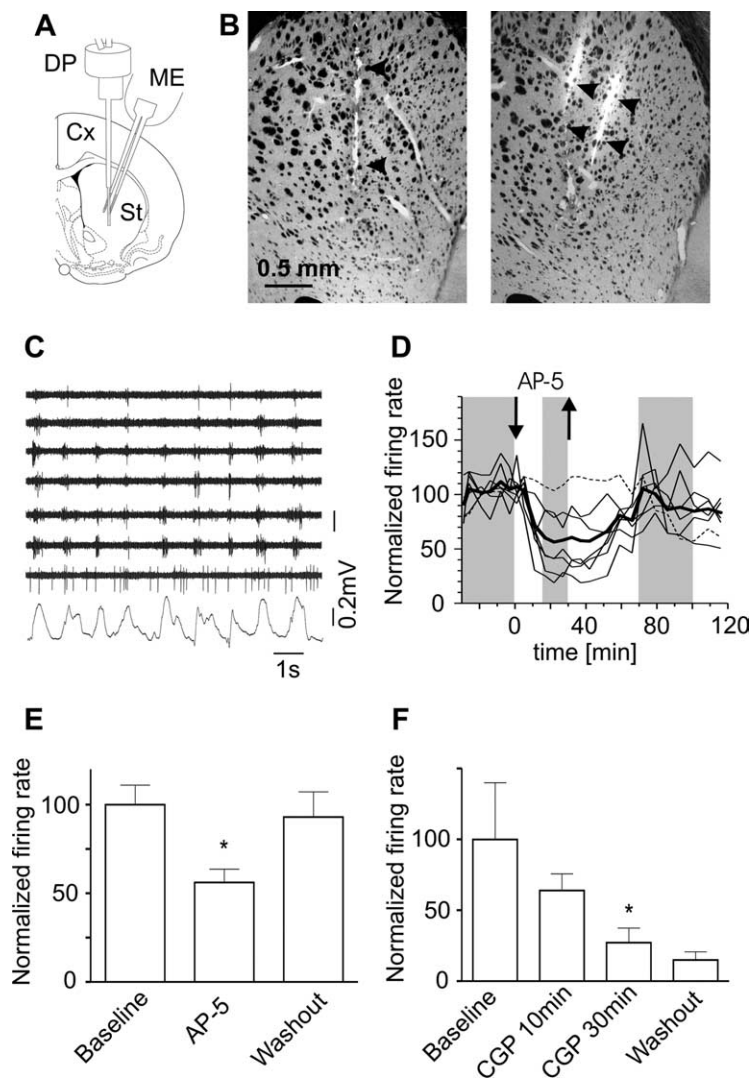 A
DP
ME
Cx
St
B
0.5 mm
C
0.2mV
1s
D
AP-5
Normalized firing rate
150
100
50
0
0
40
80
120
time [min]
E
Normalized firing rate
100
50
0
*
Baseline
AP-5
Washout
F
Normalized firing rate
100
50
0
*
Baseline
CGP 10min
CGP 30min
Washout